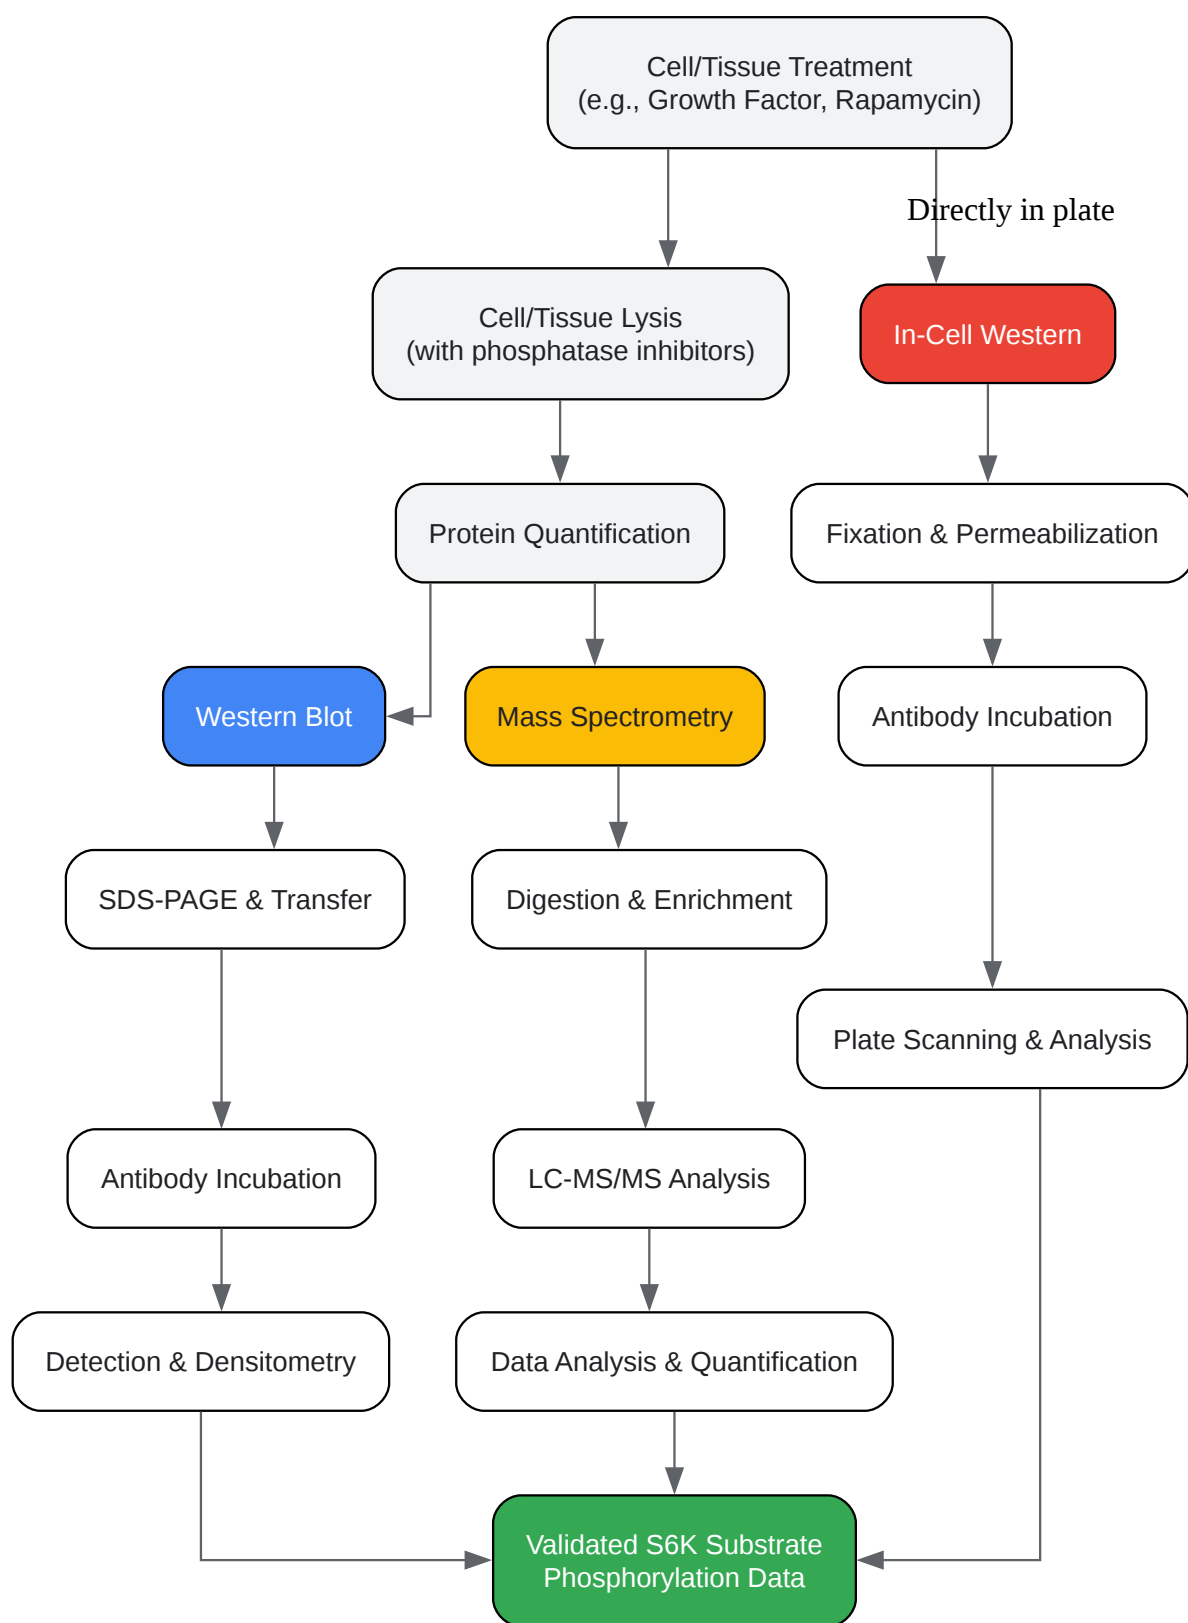 Cell/Tissue Treatment
(e.g., Growth Factor, Rapamycin)
Directly in plate
Cell/Tissue Lysis
(with phosphatase inhibitors)
In-Cell Western
Protein Quantification
Fixation & Permeabilization
Western Blot
Mass Spectrometry
Antibody Incubation
SDS-PAGE & Transfer
Digestion & Enrichment
Plate Scanning & Analysis
Antibody Incubation
LC-MS/MS Analysis
Detection & Densitometry
Data Analysis & Quantification
Validated S6K Substrate
Phosphorylation Data